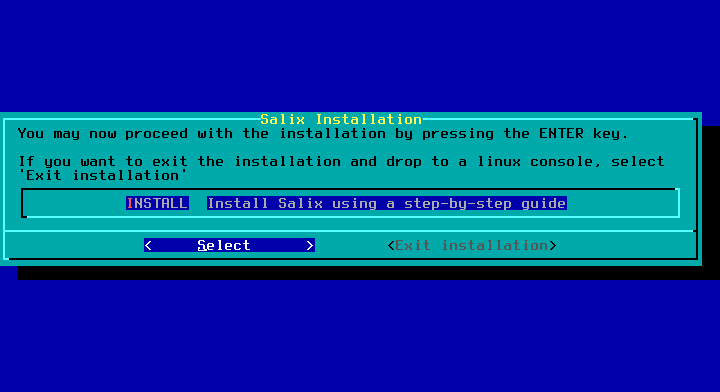 Salix Installation
You may now proceed with the installation by pressing the ENTER key.
If you want to exit the installation and drop to a linux console, select
'Exit installation'
INSTALL Install Salix using a step-by-step guide
< Select > <Exit installation>